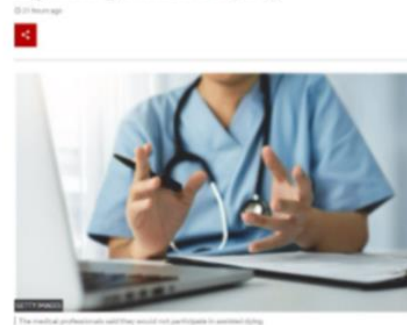 21 hours ago
GETTY IMAGES
The medical professionals said they would not participate in assisted dying